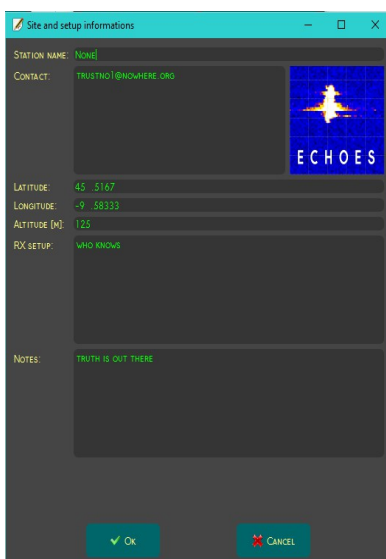 Site and setup informations
STATION NAME: NONE
CONTACT: TRUSTNO1@NOWHERE.ORG
ECHOES
LATITUDE: 45 .5167
LONGITUDE: -9 .58333
ALTITUDE [M]: 125
RX SETUP: WHO KNOWS
NOTES: TRUTH IS OUT THERE
OK CANCEL